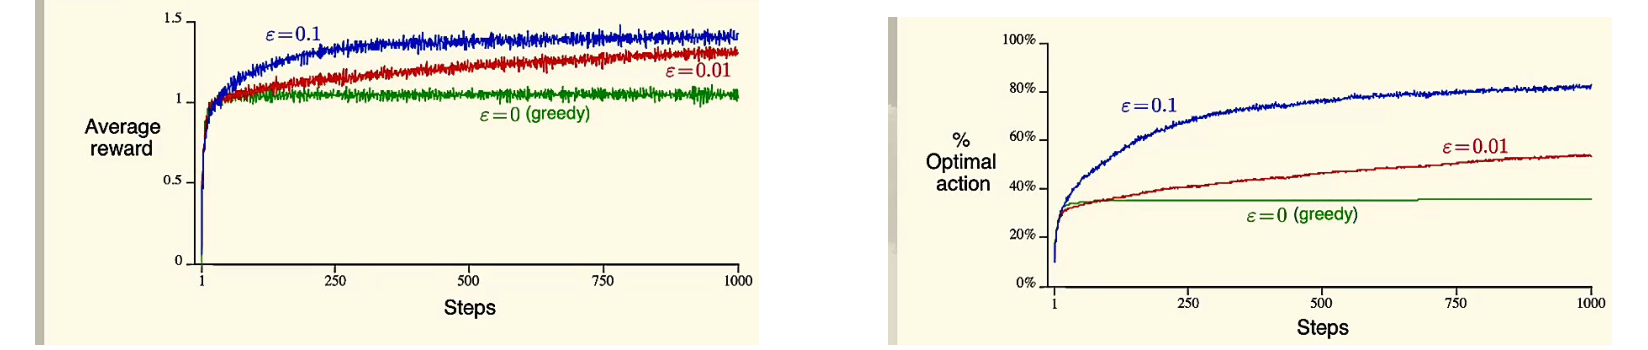 1.5
ε=0.1
ε=0.01
1
Average
reward
ε=0 (greedy)
0.5
0
1
250
500
750
1000
Steps
100%
80%
ε=0.1
60%
%
Optimal
action
ε=0.01
40%
ε=0 (greedy)
20%
0%
1
250
500
750
1000
Steps